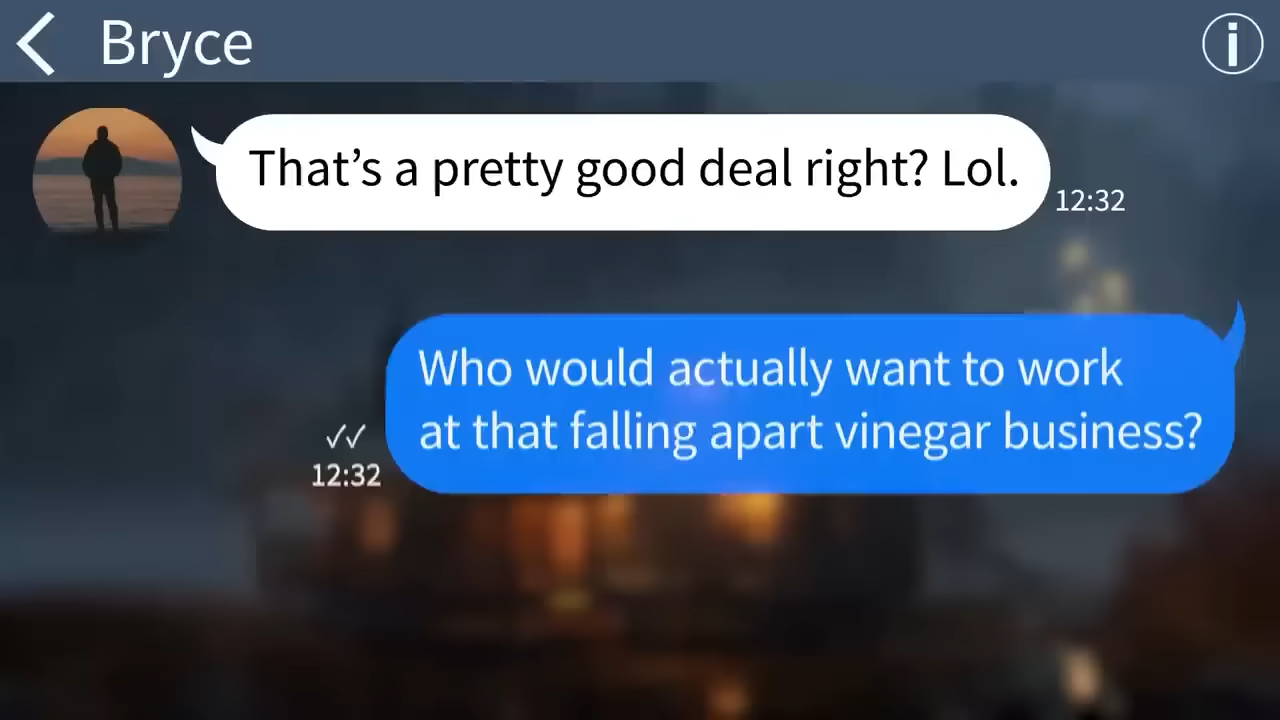 Bryce
That’s a pretty good deal right? Lol.
12:32
Who would actually want to work
at that falling apart vinegar business?
✓✓
12:32